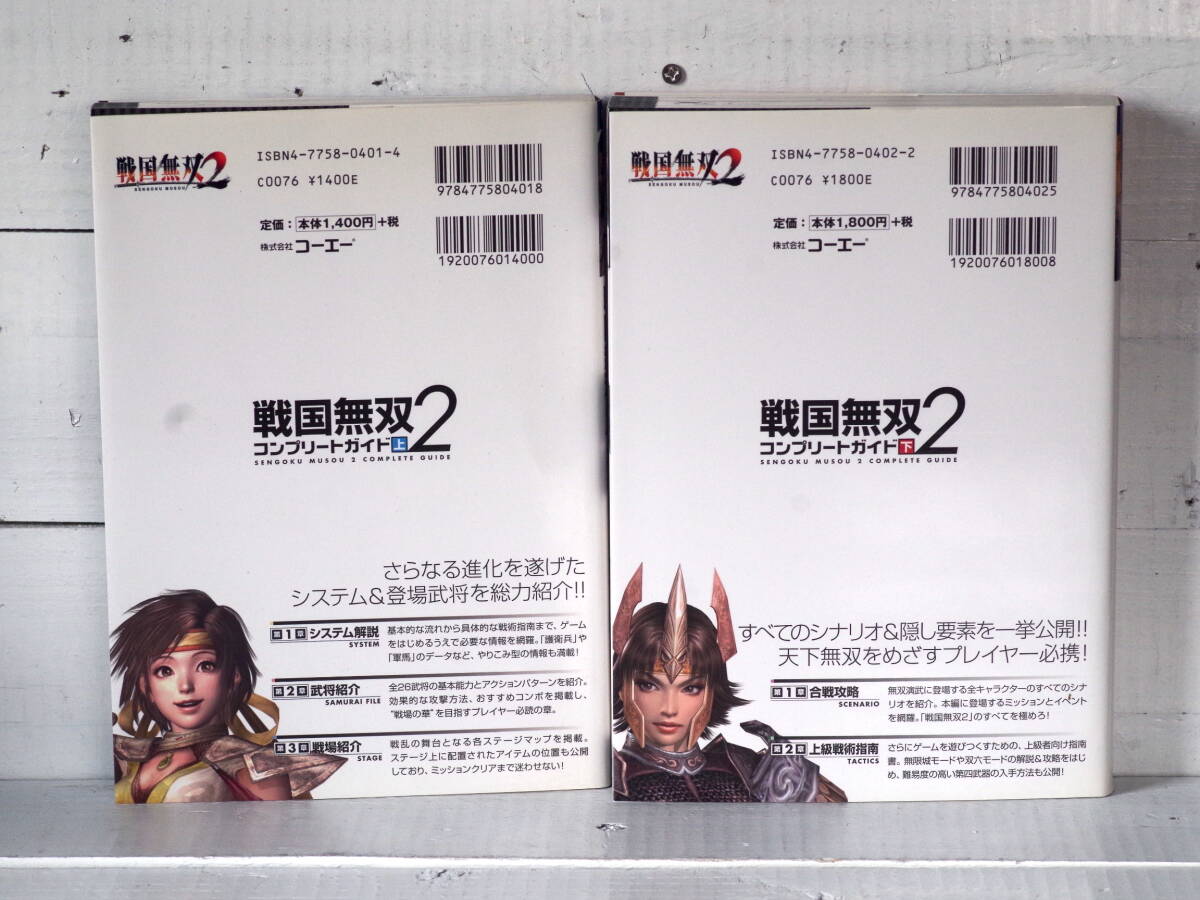 戦国無双2
SENGOKU MUSOU
ISBN4-7758-0401-4
C0076 ¥1400E
9784775804018
定価：本体1,400円+税
株式会社コーエー®
1920076014000
戦国無双2
コンプリートガイド上
SENGOKU MUSOU 2 COMPLETE GUIDE
さらなる進化を遂げた
システム&登場武将を総力紹介!!
第1章 システム解説
SYSTEM
基本的な流れから具体的な戦術指南まで、ゲーム
をはじめるうえで必要な情報を網羅。「護衛兵」や
「軍馬」のデータなど、やりこみ型の情報も満載!
第2章 武将紹介
SAMURAI FILE
全26武将の基本能力とアクションパターンを紹介。
効果的な攻撃方法、おすすめコンボを掲載し、
“戦場の華”を目指すプレイヤー必読の章。
第3章 戦場紹介
STAGE
戦乱の舞台となる各ステージマップを掲載。
ステージ上に配置されたアイテムの位置も公開
しており、ミッションクリアまで迷わせない!
戦国無双2
SENGOKU MUSOU
ISBN4-7758-0402-2
C0076 ¥1800E
9784775804025
定価：本体1,800円+税
株式会社コーエー®
1920076018008
戦国無双2
コンプリートガイド下
SENGOKU MUSOU 2 COMPLETE GUIDE
すべてのシナリオ&隠し要素を一挙公開!!
天下無双をめざすプレイヤー必携!
第1章 合戦攻略
SCENARIO
無双演武に登場する全キャラクターのすべてのシナ
リオを紹介。本編に登場するミッションとイベント
を網羅。「戦国無双2」のすべてを極めろ!
第2章 上級戦術指南
TACTICS
さらにゲームを遊びつくすための、上級者向け指南
書。無限城モードや双六モードの解説&攻略をはじ
め、難易度の高い第四武器の入手方法も公開!